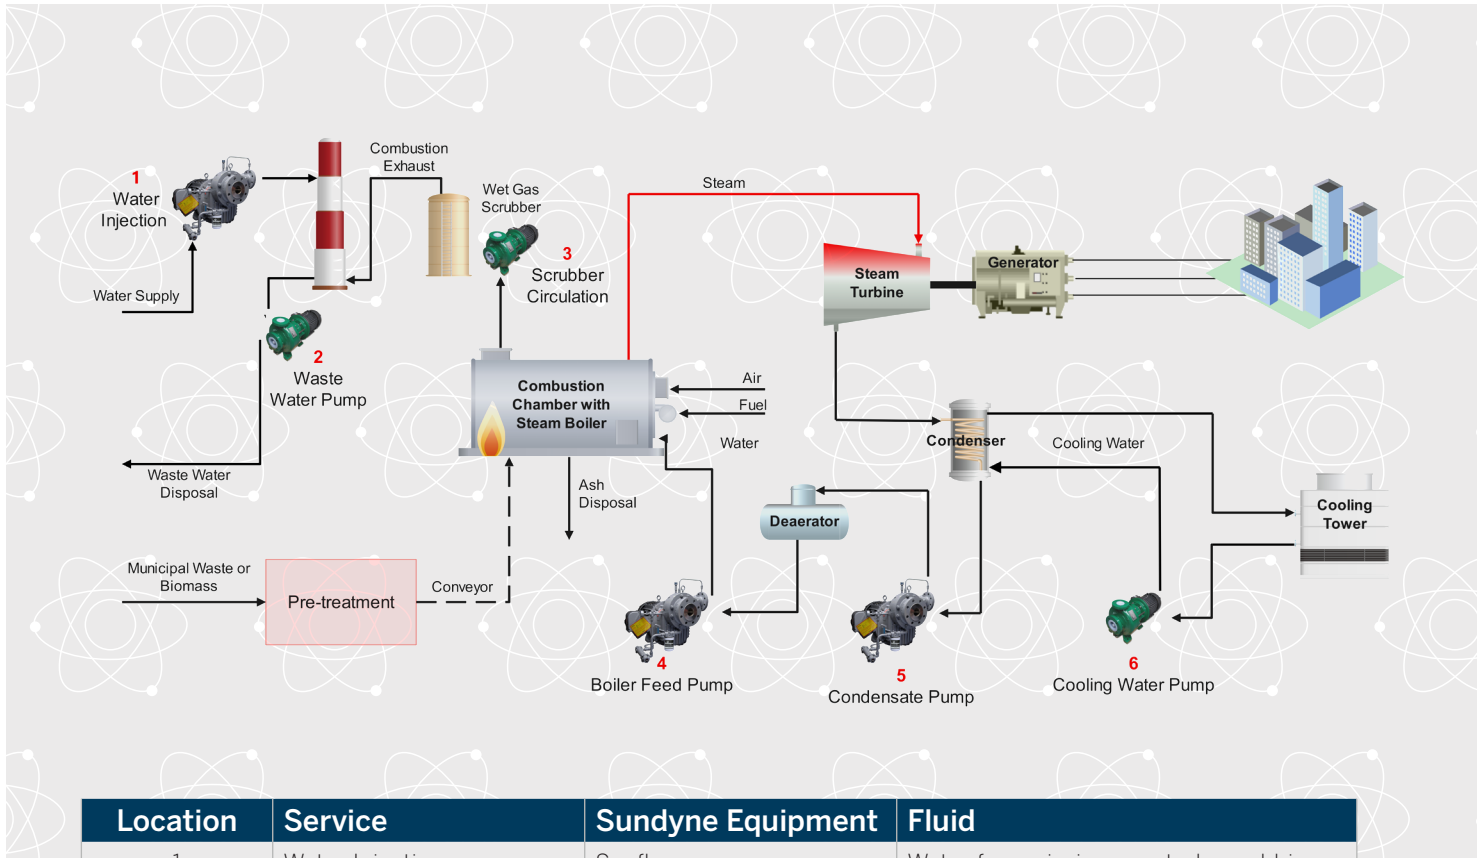 1
Water
Injection
Water Supply
Combustion
Exhaust
Wet Gas
Scrubber
3
Scrubber
Circulation
2
Waste
Water Pump
Waste Water
Disposal
Steam
Steam
Turbine
Generator
Combustion
Chamber with
Steam Boiler
Air
Fuel
Water
Ash
Disposal
Condenser
Cooling Water
Cooling
Tower
Deaerator
Municipal Waste or
Biomass
Pre-treatment
Conveyor
4
Boiler Feed Pump
5
Condensate Pump
6
Cooling Water Pump
Location Service Sundyne Equipment Fluid